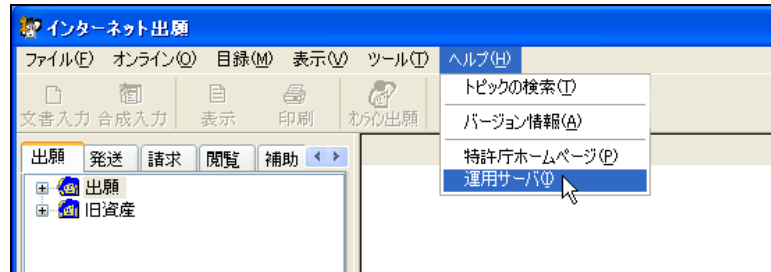 インターネット出願
ファイル(F) オンライン(O) 目録(M) 表示(V) ツール(T) ヘルプ(H)
文書入力 合成入力 表示 印刷 オンライン出願
トピックの検索(T)
バージョン情報(A)
特許庁ホームページ(P)
運用サーバ(I)
出願 発送 請求 閲覧 補助
出願
旧資産